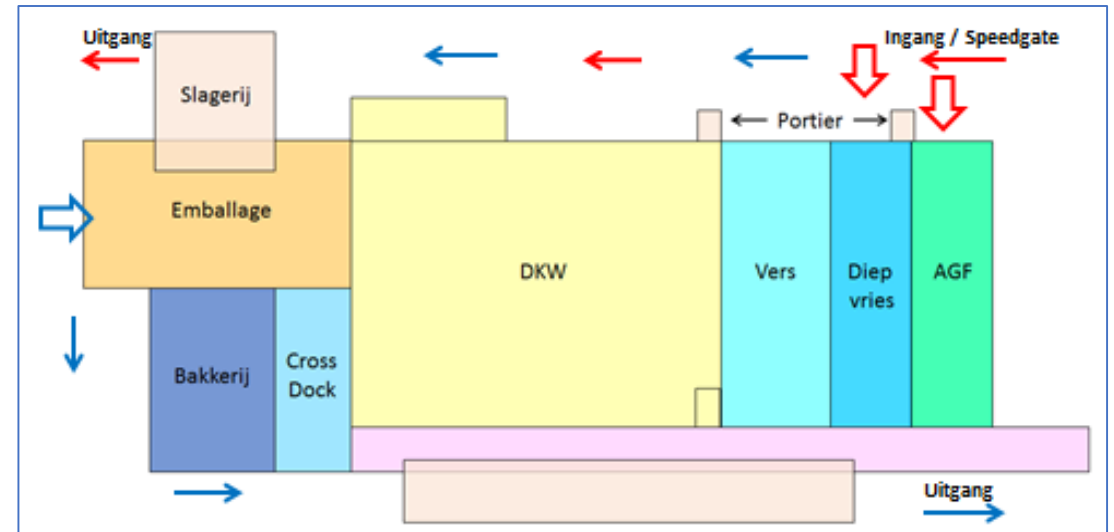 Uitgang
Ingang / Speedgate
Slagerij
Portier
Emballage
DKW
Vers
Diep
vries
AGF
Bakkerij
Cross
Dock
Uitgang